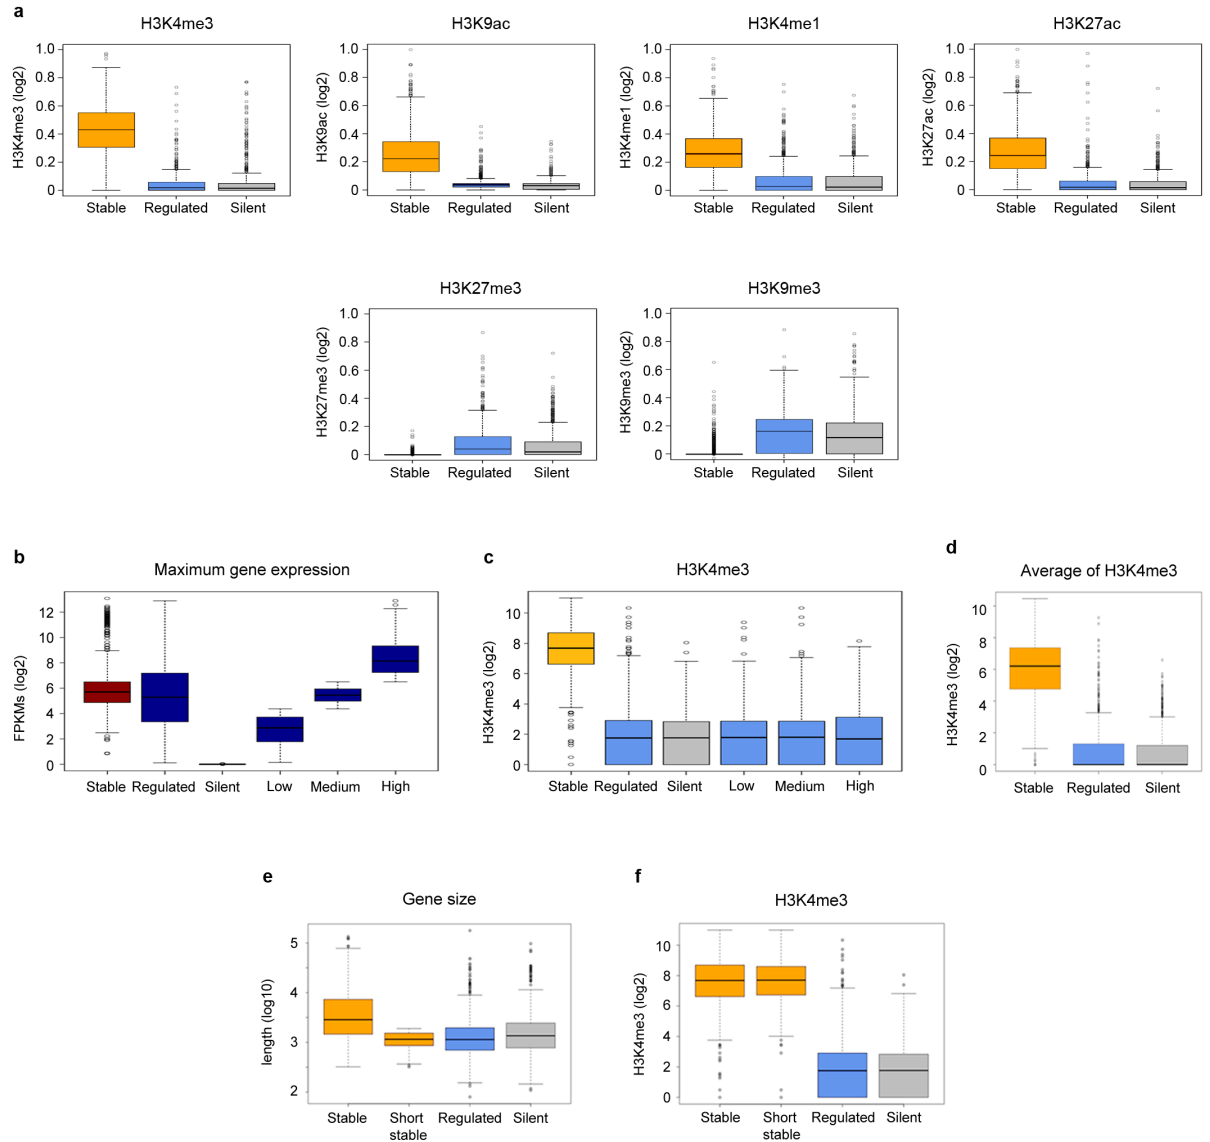 a
H3K4me3
H3K9ac
H3K4me1
H3K27ac
H3K4me3 (log2)
1.0
0.8
0.6
0.4
0.2
0
Stable Regulated Silent
H3K9ac (log2)
1.0
0.8
0.6
0.4
0.2
0
Stable Regulated Silent
H3K4me1 (log2)
1.0
0.8
0.6
0.4
0.2
0
Stable Regulated Silent
H3K27ac (log2)
1.0
0.8
0.6
0.4
0.2
0
Stable Regulated Silent
H3K27me3
H3K27me3 (log2)
1.0
0.8
0.6
0.4
0.2
0
Stable Regulated Silent
H3K9me3
H3K9me3 (log2)
1.0
0.8
0.6
0.4
0.2
0
Stable Regulated Silent
b
Maximum gene expression
FPKMs (log2)
12
10
8
6
4
2
0
Stable Regulated Silent Low Medium High
c
H3K4me3
H3K4me3 (log2)
10
8
6
4
2
0
Stable Regulated Silent Low Medium High
d
Average of H3K4me3
H3K4me3 (log2)
10
8
6
4
2
0
Stable Regulated Silent
e
Gene size
length (log10)
5
4
3
2
Stable Short Regulated Silent
stable
f
H3K4me3
H3K4me3 (log2)
10
8
6
4
2
0
Stable Short Regulated Silent
stable